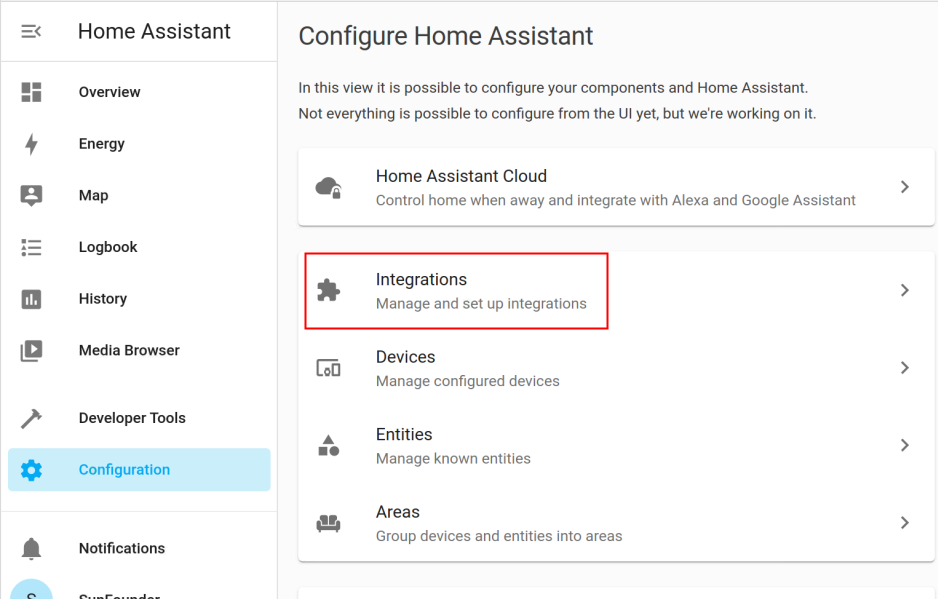 Home Assistant
Overview
Energy
Map
Logbook
History
Media Browser
Developer Tools
Configuration
Notifications
S
SunFounder
Configure Home Assistant
In this view it is possible to configure your components and Home Assistant.
Not everything is possible to configure from the UI yet, but we're working on it.
Home Assistant Cloud
Control home when away and integrate with Alexa and Google Assistant
Integrations
Manage and set up integrations
Devices
Manage configured devices
Entities
Manage known entities
Areas
Group devices and entities into areas